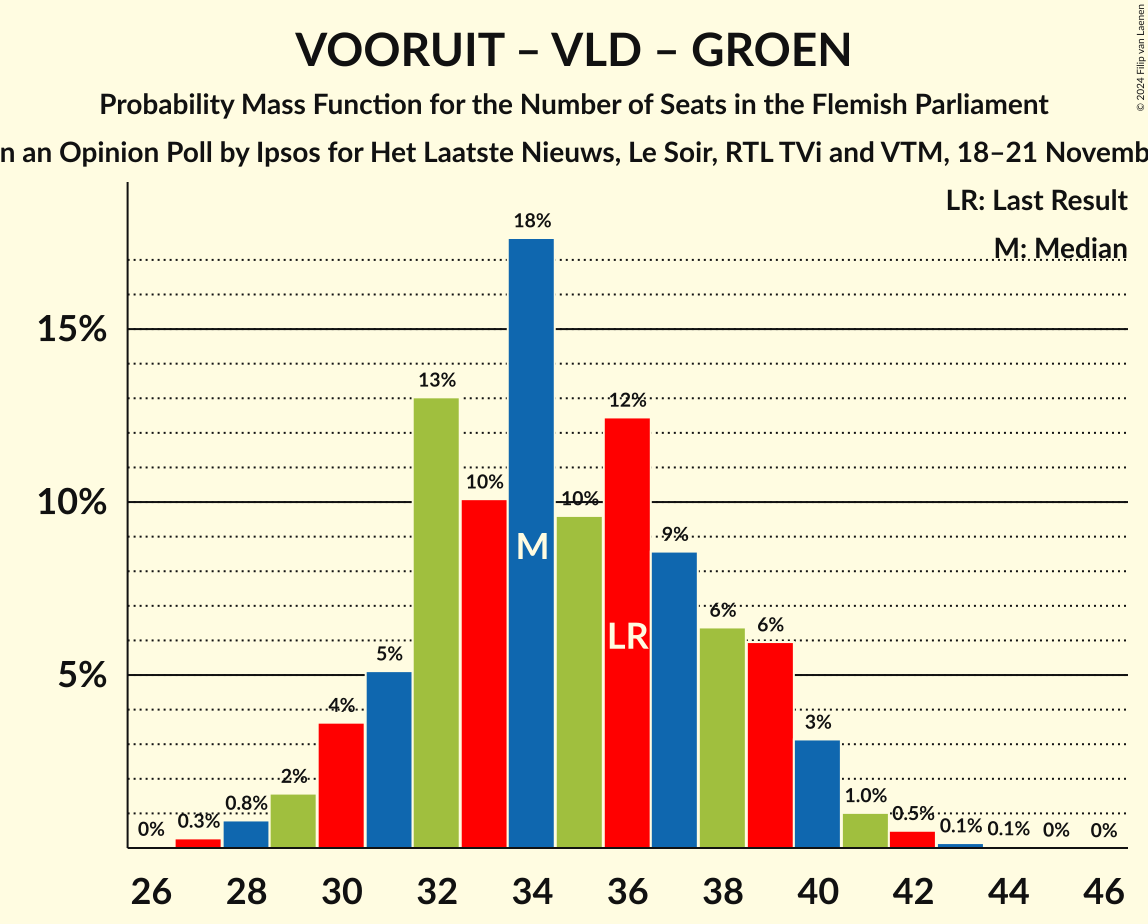 VOORUIT – VLD – GROEN
Probability Mass Function for the Number of Seats in the Flemish Parliament
n an Opinion Poll by Ipsos for Het Laatste Nieuws, Le Soir, RTL TVi and VTM, 18–21 Novemb
© 2024 Filip van Laenen
LR: Last Result
M: Median
18%
15%
13%
12%
10%
10%
10%
9%
M
6%
6%
LR
5%
5%
4%
3%
2%
1.0%
0.8%
0.5%
0.3%
0.1%
0.1%
0%
0%
0%
26 28 30 32 34 36 38 40 42 44 46